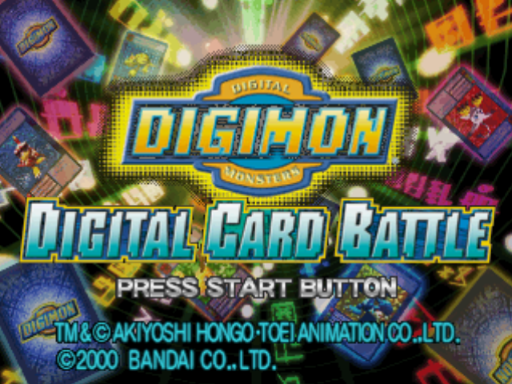 DIGITAL
DIGIMON
MONSTERS
DIGITAL CARD BATTLE
PRESS START BUTTON
TM & © AKIYOSHI HONGO·TOEI ANIMATION CO., LTD.
© 2000 BANDAI CO., LTD.
DIGIMON